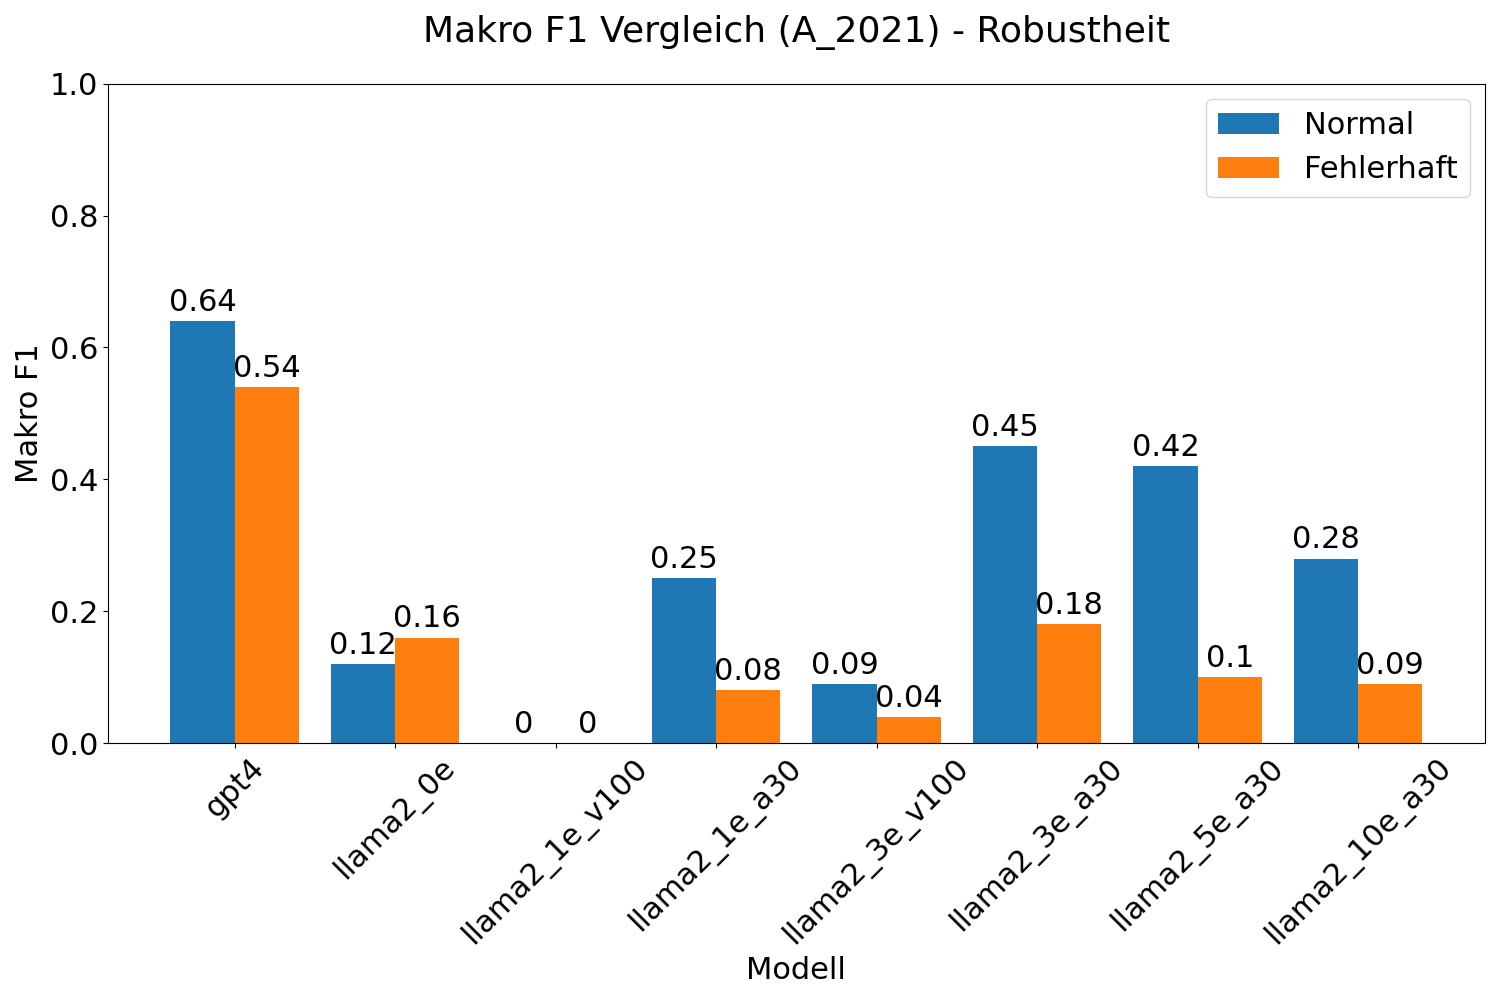 Makro F1 Vergleich (A_2021) - Robustheit
Normal
Fehlerhaft
Makro F1
1.0
0.8
0.6
0.4
0.2
0.0
0.64
0.54
0.12
0.16
0
0
0.25
0.08
0.09
0.04
0.45
0.18
0.42
0.1
0.28
0.09
gpt4
llama2_0e
llama2_1e_v100
llama2_1e_a30
llama2_3e_v100
llama2_3e_a30
llama2_5e_a30
llama2_10e_a30
Modell